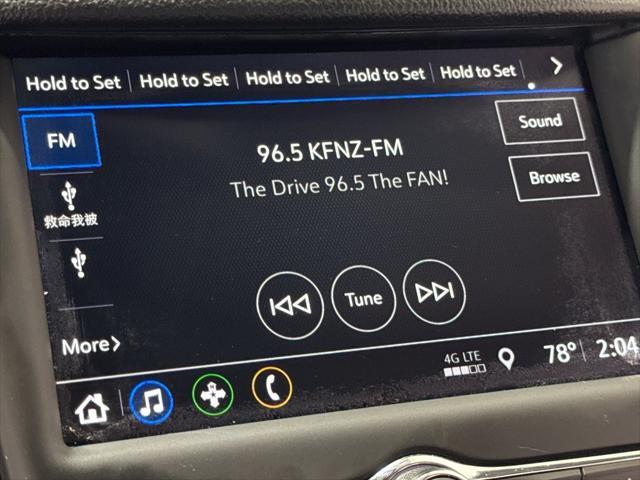 Hold to Set Hold to Set Hold to Set Hold to Set Hold to Set
FM
96.5 KFNZ-FM
Sound
The Drive 96.5 The FAN!
Browse
救命我被
Tune
More
4G LTE
78° 2:04